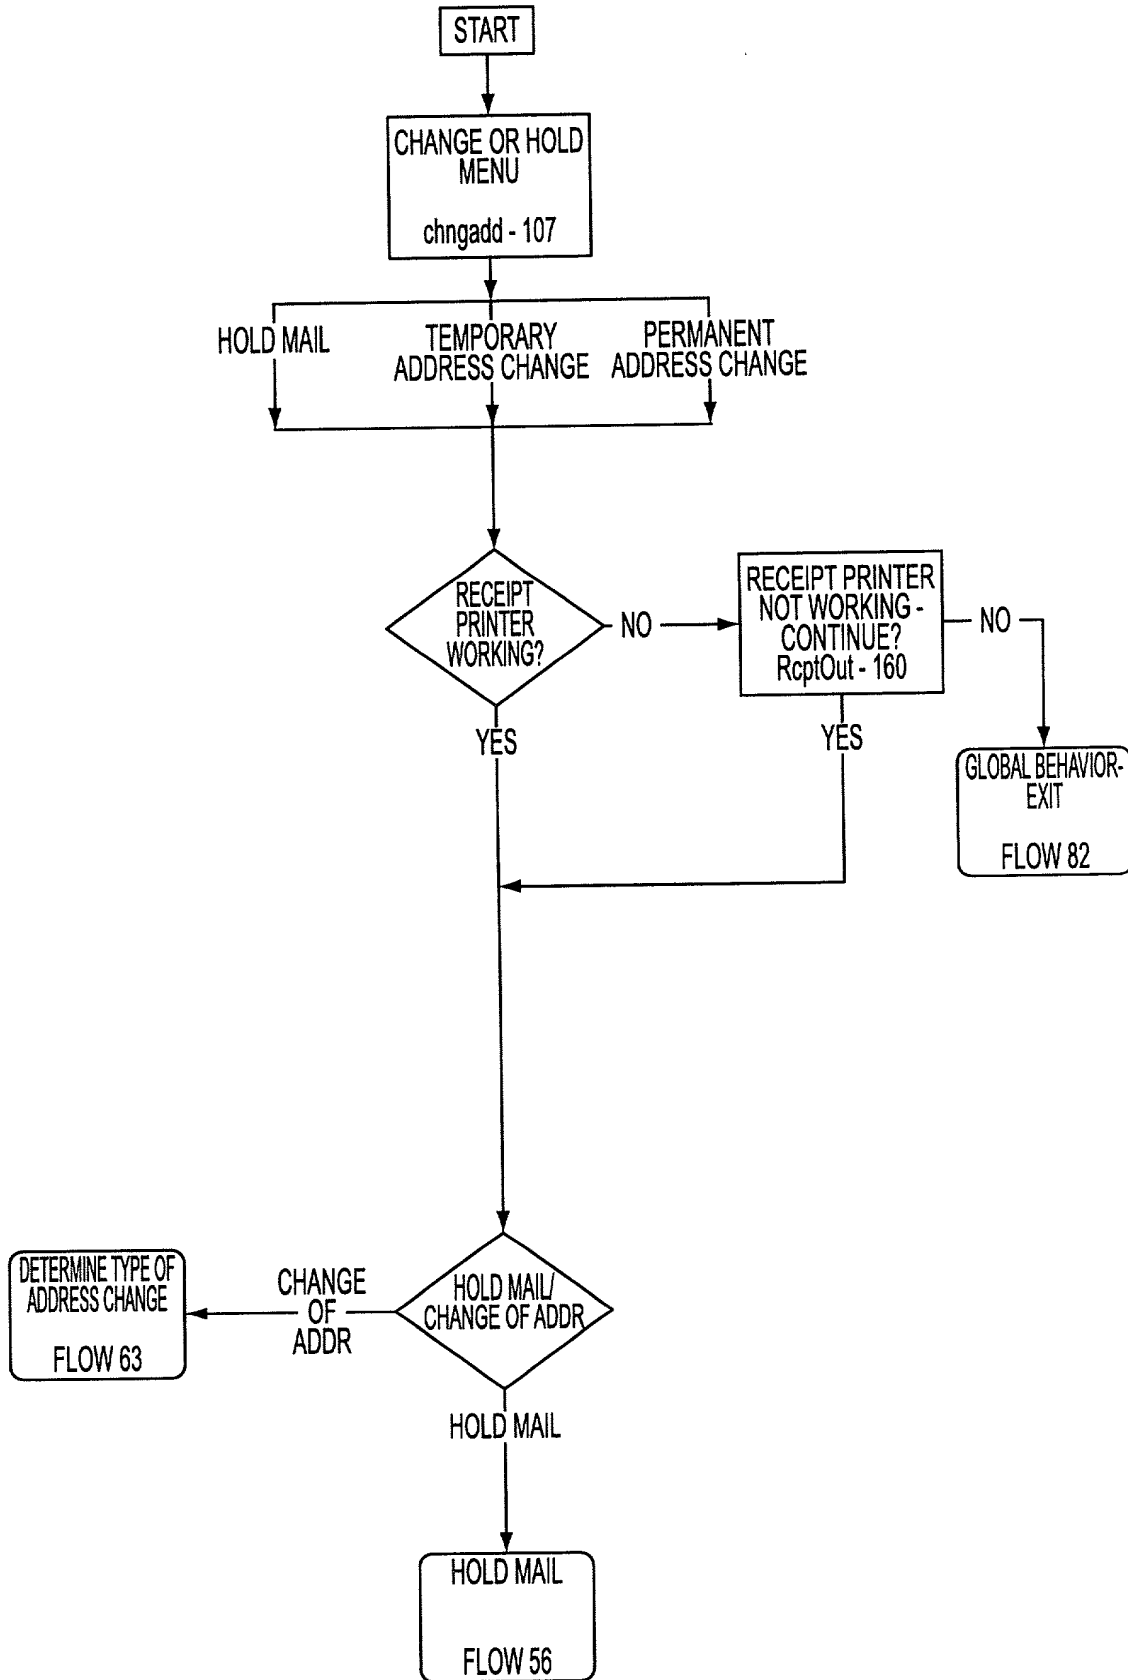 START
CHANGE OR HOLD
MENU
chngadd - 107
HOLD MAIL
TEMPORARY
ADDRESS CHANGE
PERMANENT
ADDRESS CHANGE
RECEIPT
PRINTER
WORKING?
NO
RECEIPT PRINTER
NOT WORKING -
CONTINUE?
RcptOut - 160
NO
YES
YES
GLOBAL BEHAVIOR-
EXIT
FLOW 82
DETERMINE TYPE OF
ADDRESS CHANGE
FLOW 63
CHANGE
OF
ADDR
HOLD MAIL/
CHANGE OF ADDR
HOLD MAIL
HOLD MAIL
FLOW 56